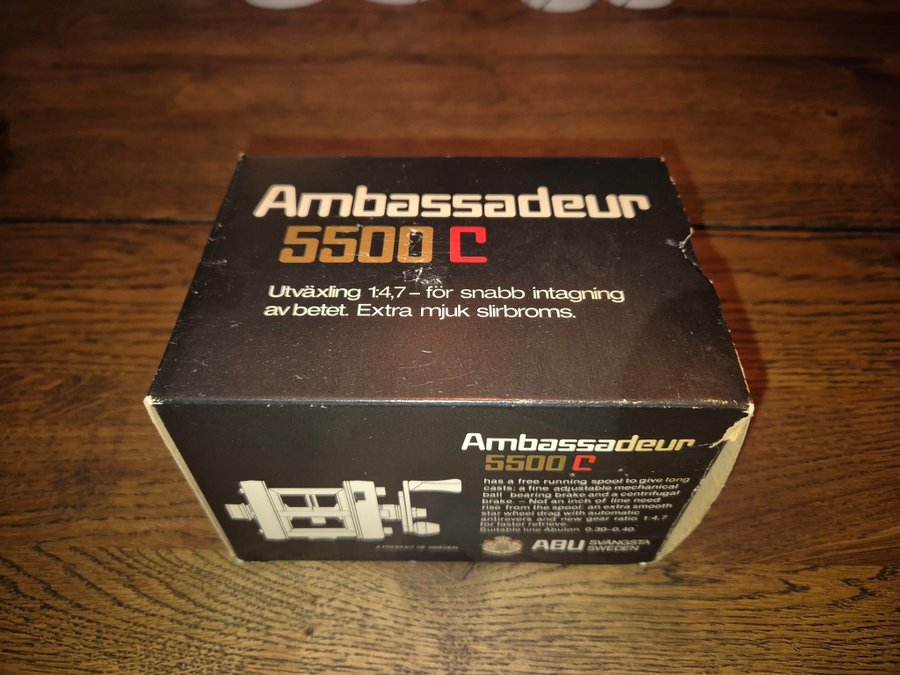 Ambassadeur
5500 C
Utväxling 1:4,7 – för snabb intagning
av betet. Extra mjuk slirbroms.
Ambassadeur
5500 C
has a free running spool to give long
casts: a fine adjustable mechanical
ball bearing brake and a centrifugal
brake. – Not an inch of line need
rise from the spool: an extra smooth
star wheel drag with automatic
antirevers and new gear ratio 1:4.7
for faster retrieve.
Suitable line Abulon 0.30–0.40.
A PRODUCT OF SWEDEN
ABU SVÄNGSTA
SWEDEN